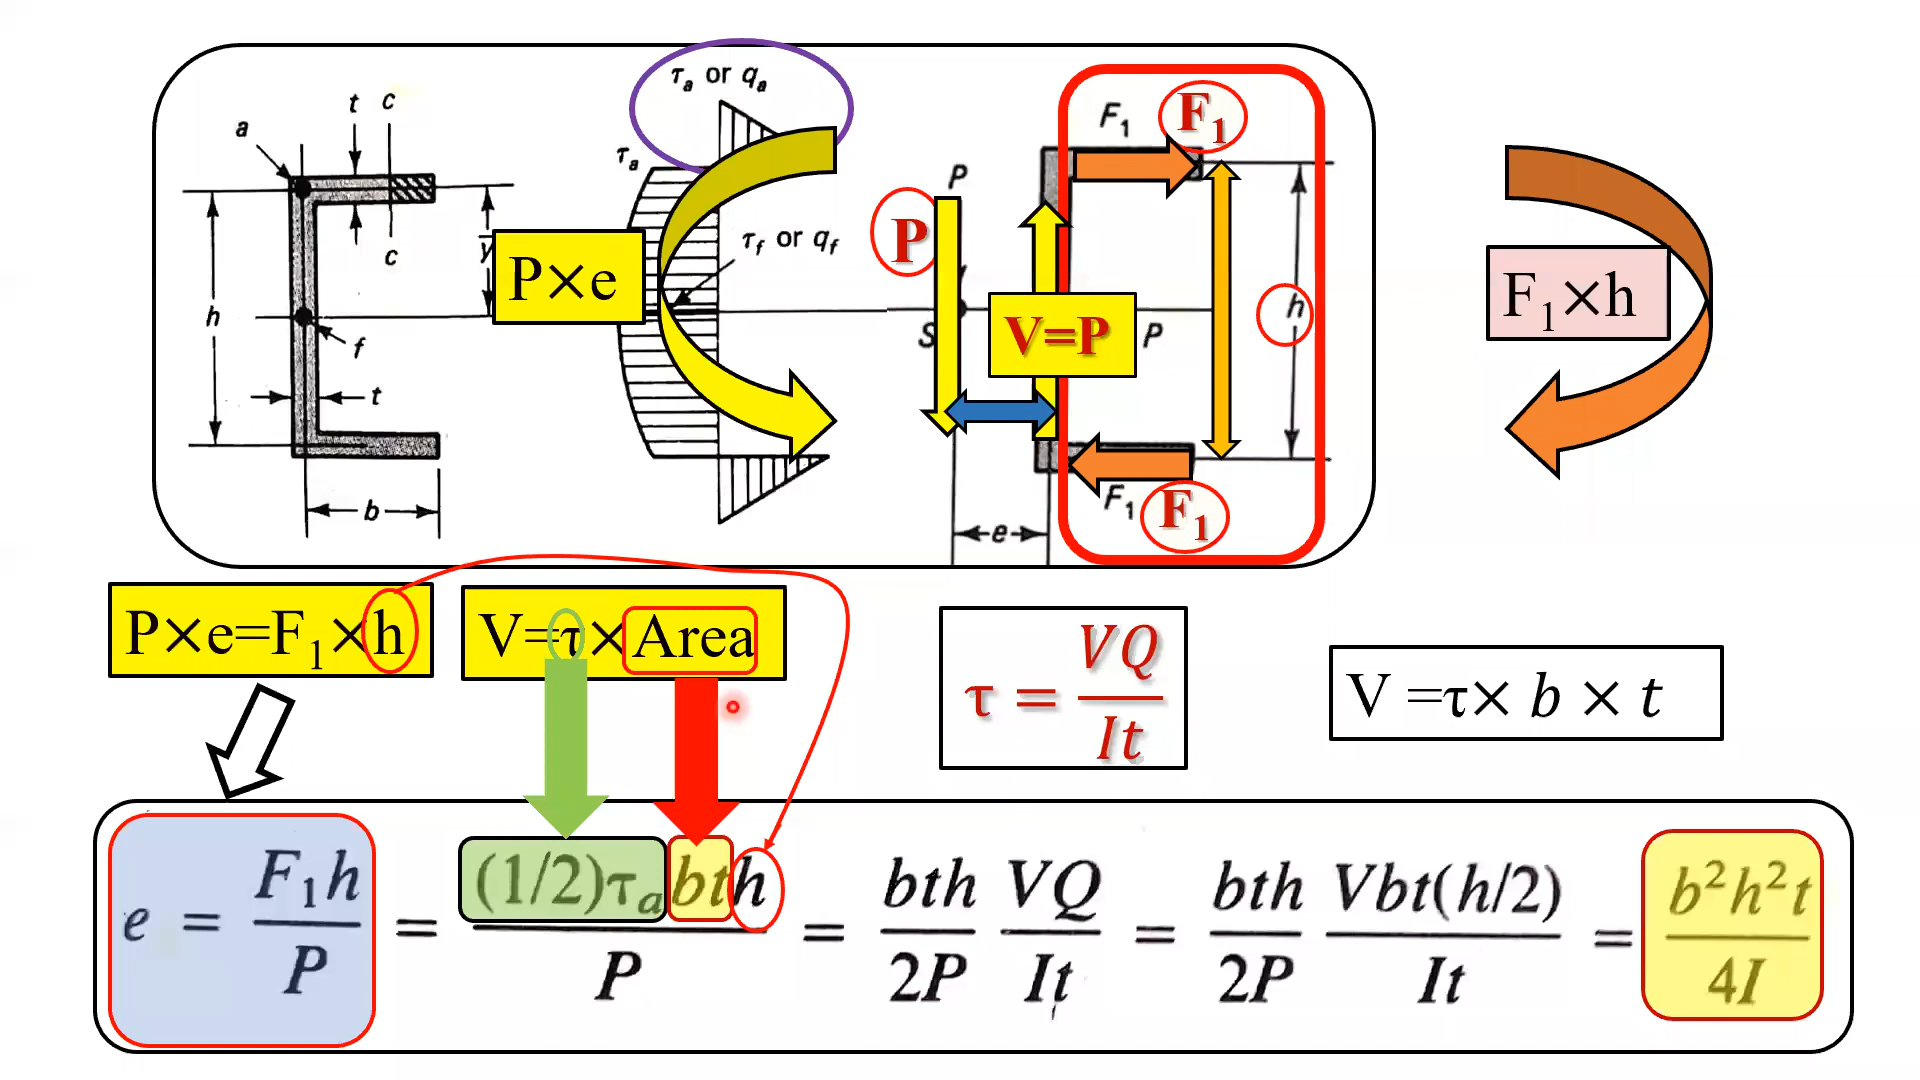 τa or qa
t c
a
τa
F1 F1
P
P
τf or qf
y
c
P×e
h
f
t
S
V=P
P
h
F1×h
b
F1 F1
e
P×e=F1×h
V=τ×Area
τ = VQ / It
V =τ× b × t
e = F1h / P = (1/2)τa bth / P = bth / 2P VQ / It = bth / 2P Vbt(h/2) / It = b²h²t / 4I